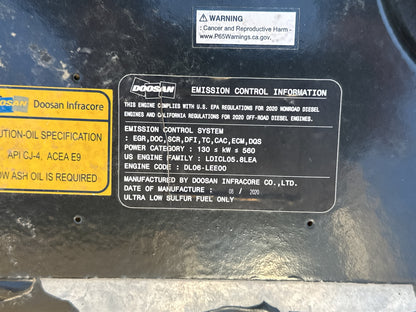 WARNING
: Cancer and Reproductive Harm -
www.P65Warnings.ca.gov.
DOOSAN Doosan Infracore
UTION-OIL SPECIFICATION
API CJ-4, ACEA E9
OW ASH OIL IS REQUIRED
DOOSAN EMISSION CONTROL INFORMATION
THIS ENGINE COMPLIES WITH U.S. EPA REGULATIONS FOR 2020 NONROAD DIESEL
ENGINES AND CALIFORNIA REGULATIONS FOR 2020 OFF-ROAD DIESEL ENGINES.
EMISSION CONTROL SYSTEM
: EGR,DOC,SCR,DFI,TC,CAC,ECM,DOS
POWER CATEGORY : 130 ≤ kW ≤ 560
US ENGINE FAMILY : LDICL05.8LEA
ENGINE CODE : DL06-LEE00
MANUFACTURED BY DOOSAN INFRACORE CO.,LTD.
DATE OF MANUFACTURE : 08 / 2020
ULTRA LOW SULFUR FUEL ONLY